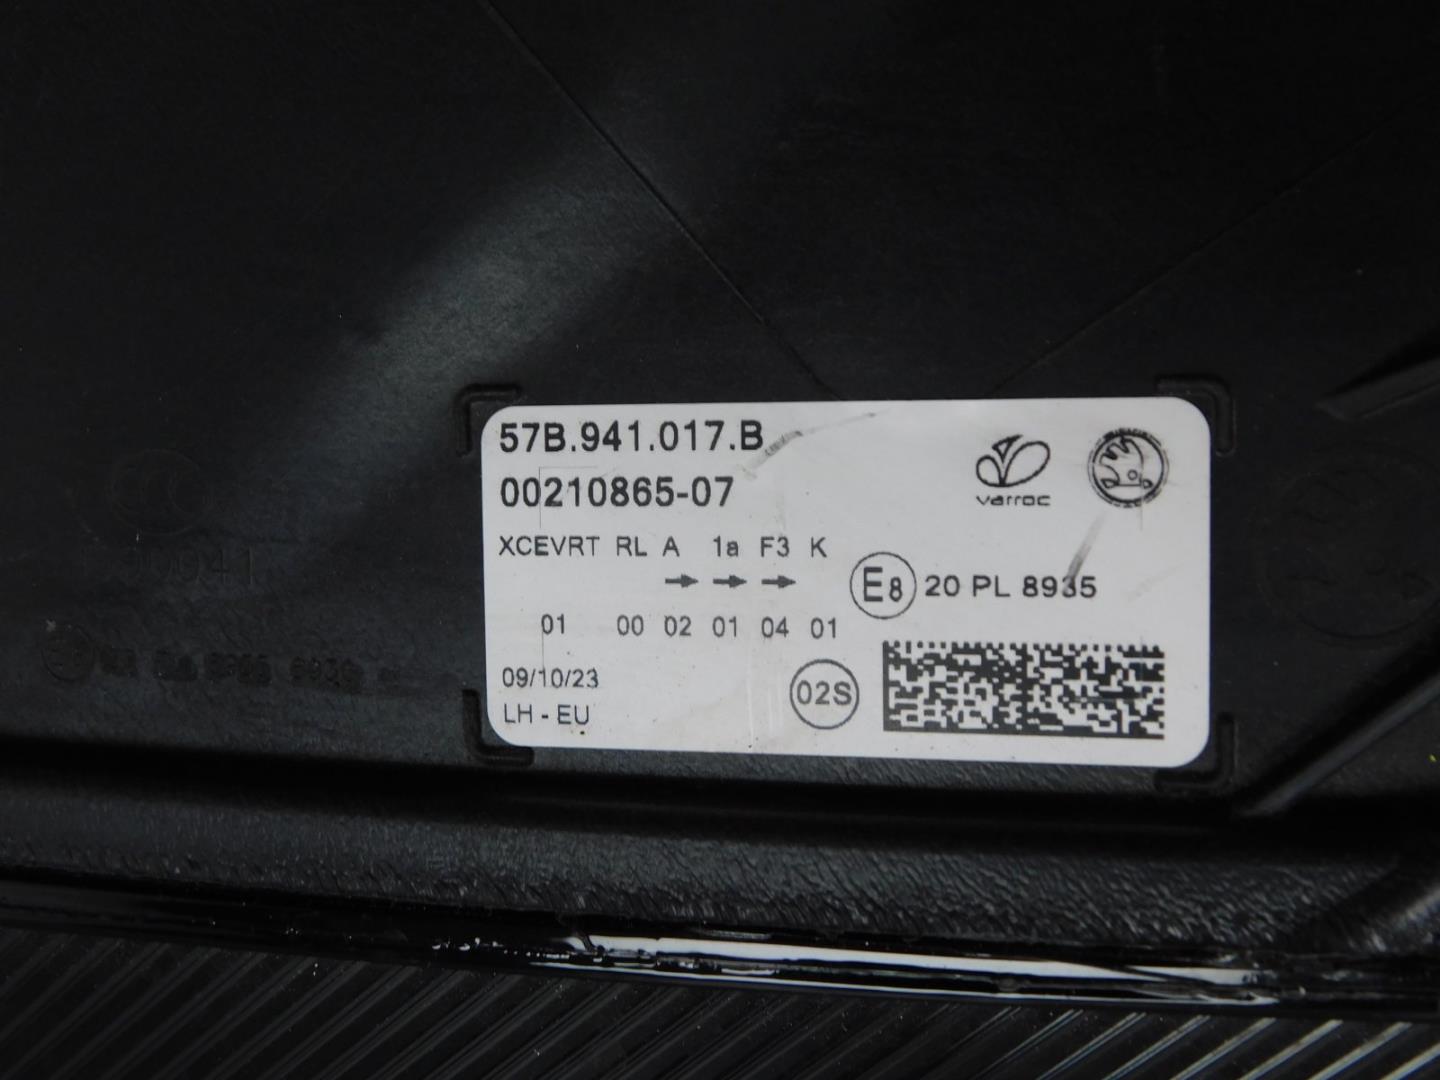 57B.941.017.B
00210865-07
varroc
XCEVRT RL A 1a F3 K
→ → →
E8 20 PL 8935
01 00 02 01 04 01
09/10/23
02S
LH - EU